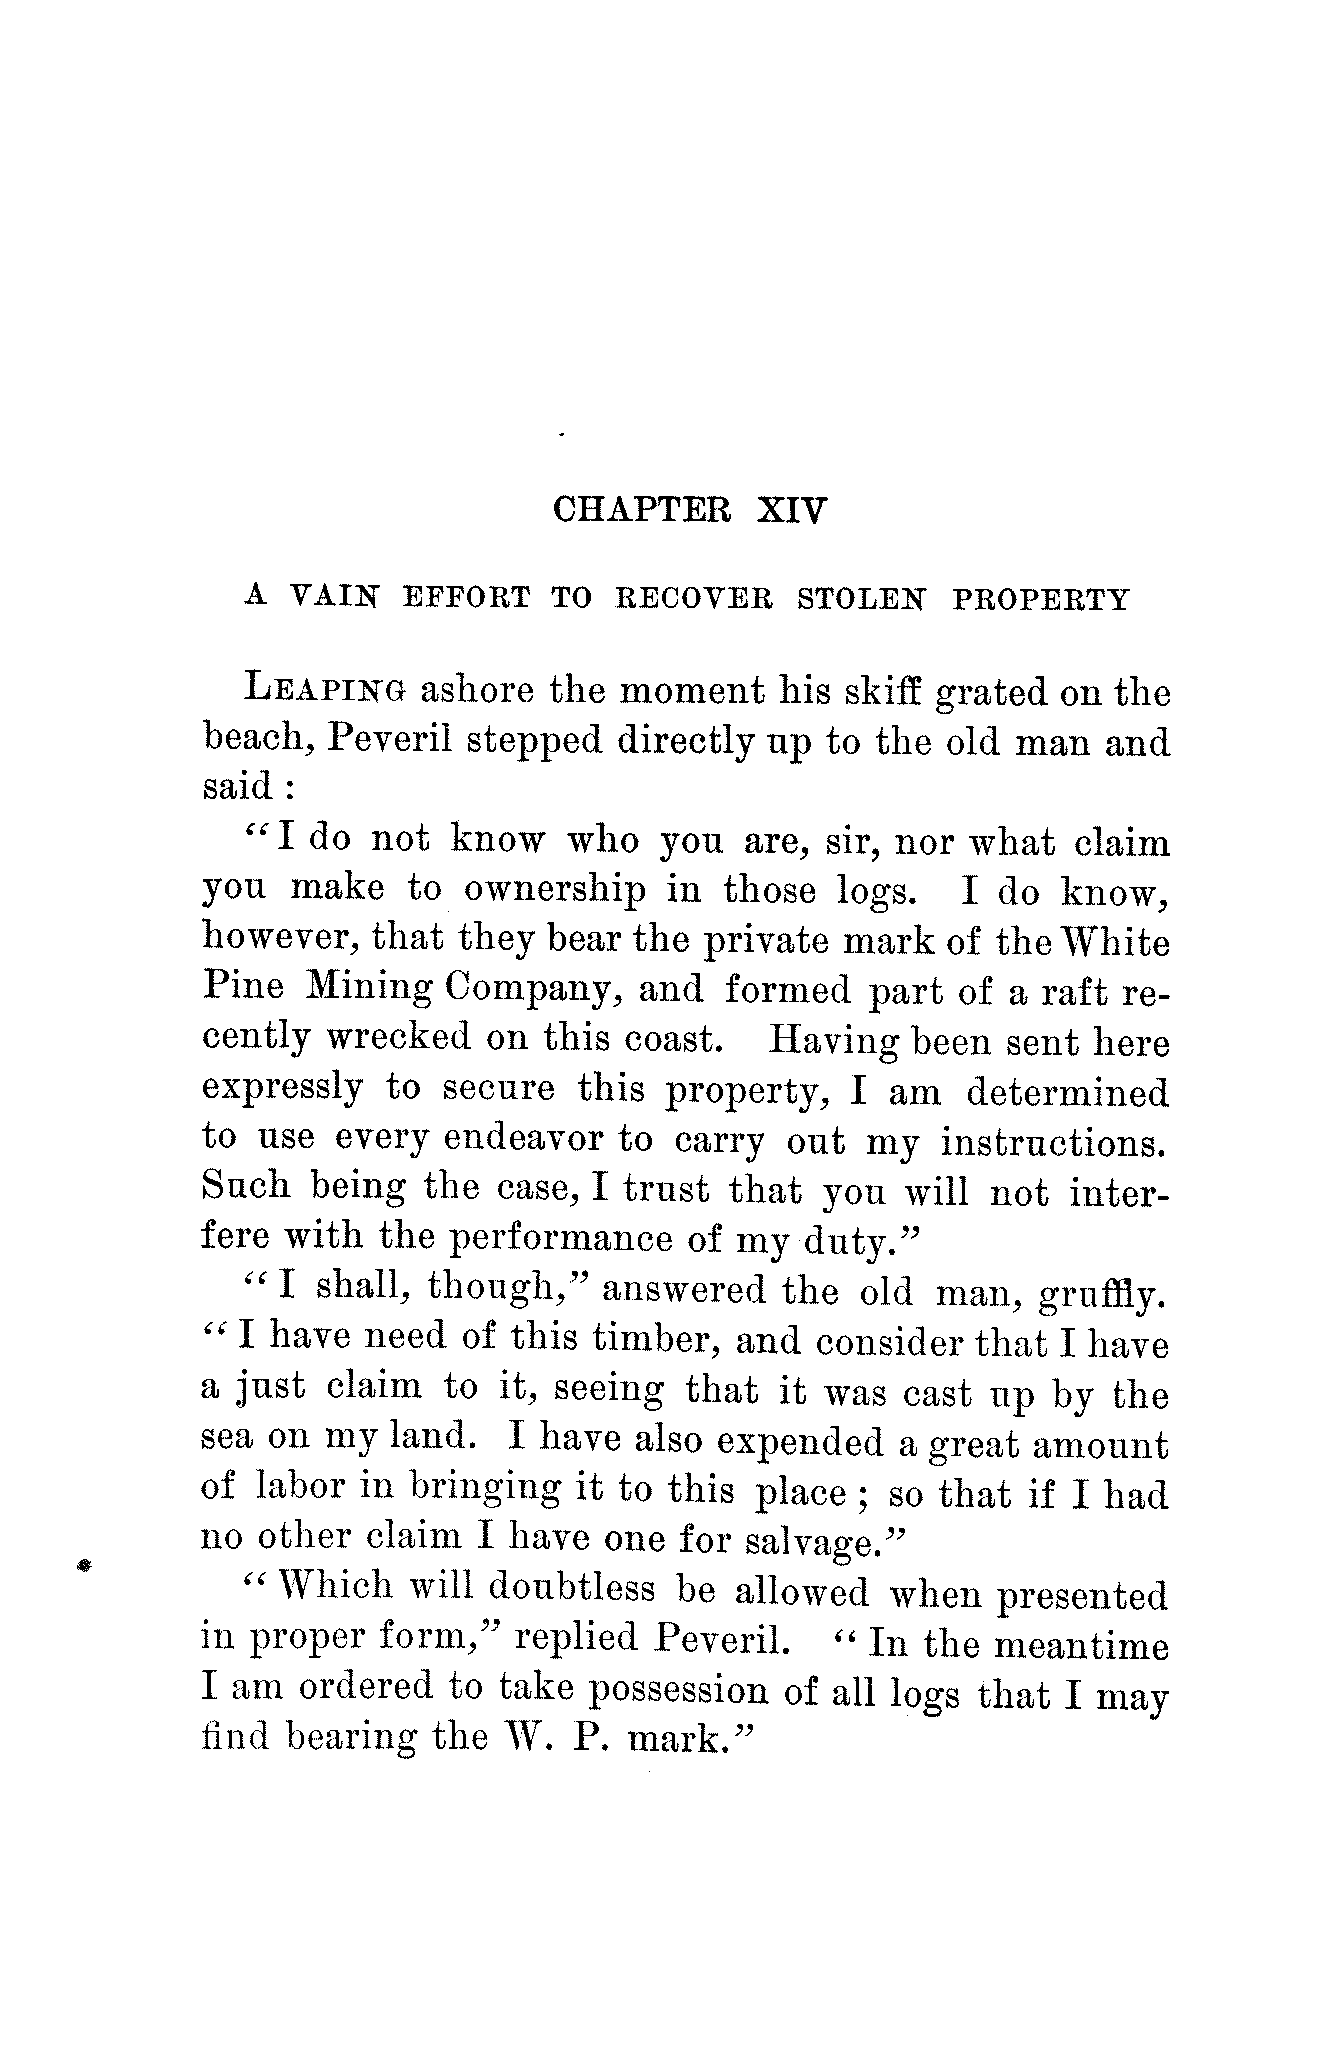 CHAPTER XIV
A VAIN EFFORT TO RECOVER STOLEN PROPERTY
LEAPING ashore the moment his skiff grated on the
beach, Peveril stepped directly up to the old man and
said :
“I do not know who you are, sir, nor what claim
you make to ownership in those logs. I do know,
however, that they bear the private mark of the White
Pine Mining Company, and formed part of a raft re-
cently wrecked on this coast. Having been sent here
expressly to secure this property, I am determined
to use every endeavor to carry out my instructions.
Such being the case, I trust that you will not inter-
fere with the performance of my duty.”
“I shall, though,” answered the old man, gruffly.
“I have need of this timber, and consider that I have
a just claim to it, seeing that it was cast up by the
sea on my land. I have also expended a great amount
of labor in bringing it to this place ; so that if I had
no other claim I have one for salvage.”
“Which will doubtless be allowed when presented
in proper form,” replied Peveril. “In the meantime
I am ordered to take possession of all logs that I may
find bearing the W. P. mark.”